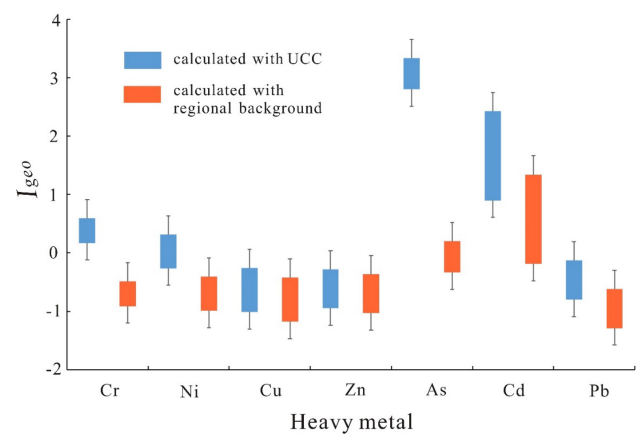 4
3
2
1
0
-1
-2
Igeo
calculated with UCC
calculated with
regional background
Cr Ni Cu Zn As Cd Pb
Heavy metal